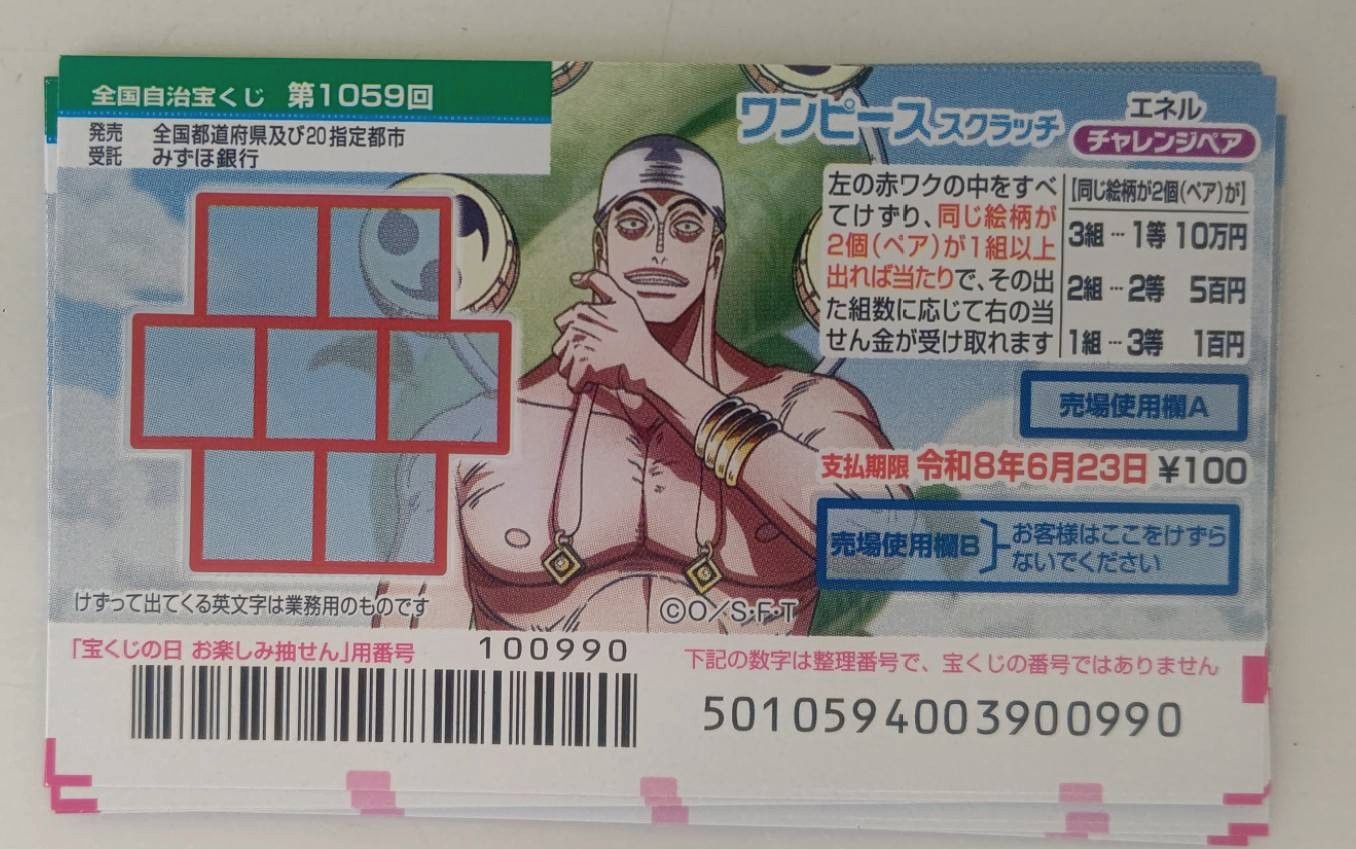 全国自治宝くじ 第1059回
発売 全国都道府県及び20指定都市
受託 みずほ銀行
ワンピーススクラッチ
エネル
チャレンジペア
左の赤ワクの中をすべ
てけずり、同じ絵柄が
2個(ペア)が1組以上
出れば当たりで、その出
た組数に応じて右の当
せん金が受け取れます
【同じ絵柄が2個(ペア)が】
3組…1等 10万円
2組…2等 5百円
1組…3等 1百円
売場使用欄A
支払期限 令和8年6月23日 ¥100
売場使用欄B
お客様はここをけずら
ないでください
けずって出てくる英文字は業務用のものです
©O/S・F・T
「宝くじの日 お楽しみ抽せん」用番号 100990
下記の数字は整理番号で、宝くじの番号ではありません
5010594003900990